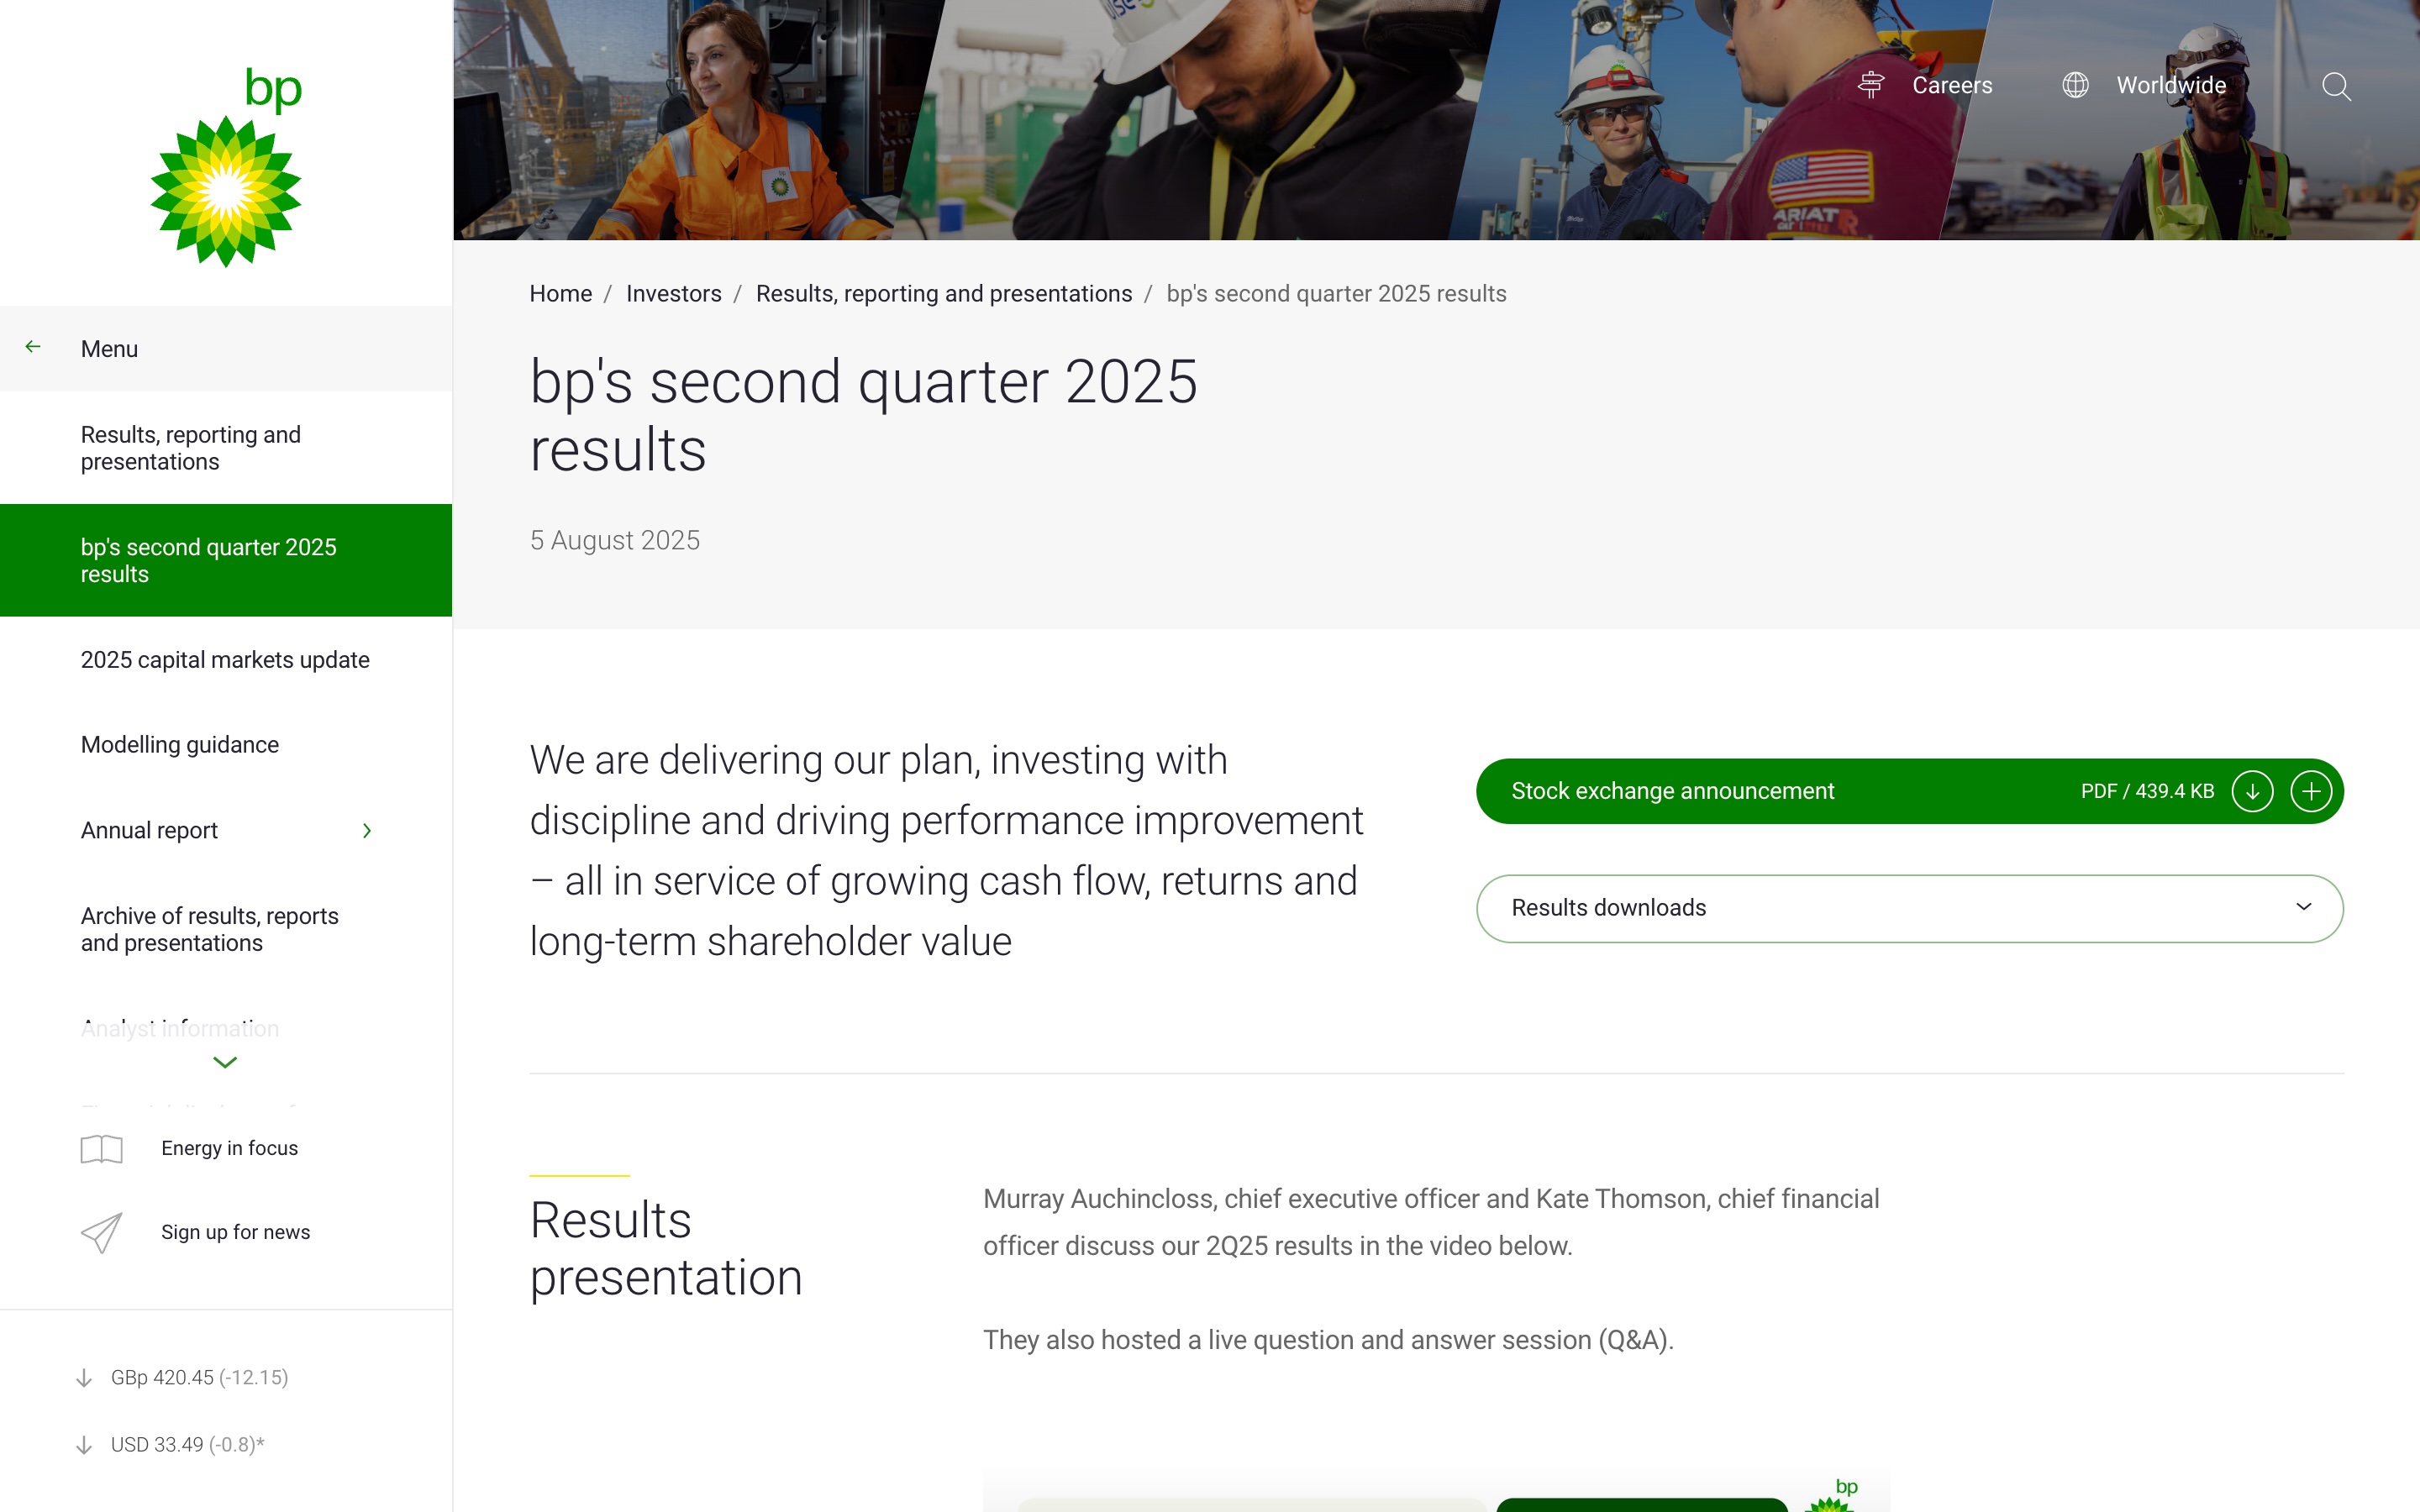 bp
Menu
Results, reporting and
presentations
bp's second quarter 2025
results
2025 capital markets update
Modelling guidance
Annual report
Archive of results, reports
and presentations
Analyst information
Energy in focus
Sign up for news
GBp 420.45 (-12.15)
USD 33.49 (-0.8)*
Careers
Worldwide
ARIAT
Home / Investors / Results, reporting and presentations / bp's second quarter 2025 results
bp's second quarter 2025
results
5 August 2025
We are delivering our plan, investing with
discipline and driving performance improvement
– all in service of growing cash flow, returns and
long-term shareholder value
Stock exchange announcement PDF / 439.4 KB
Results downloads
Results
presentation
Murray Auchincloss, chief executive officer and Kate Thomson, chief financial
officer discuss our 2Q25 results in the video below.
They also hosted a live question and answer session (Q&A).
bp